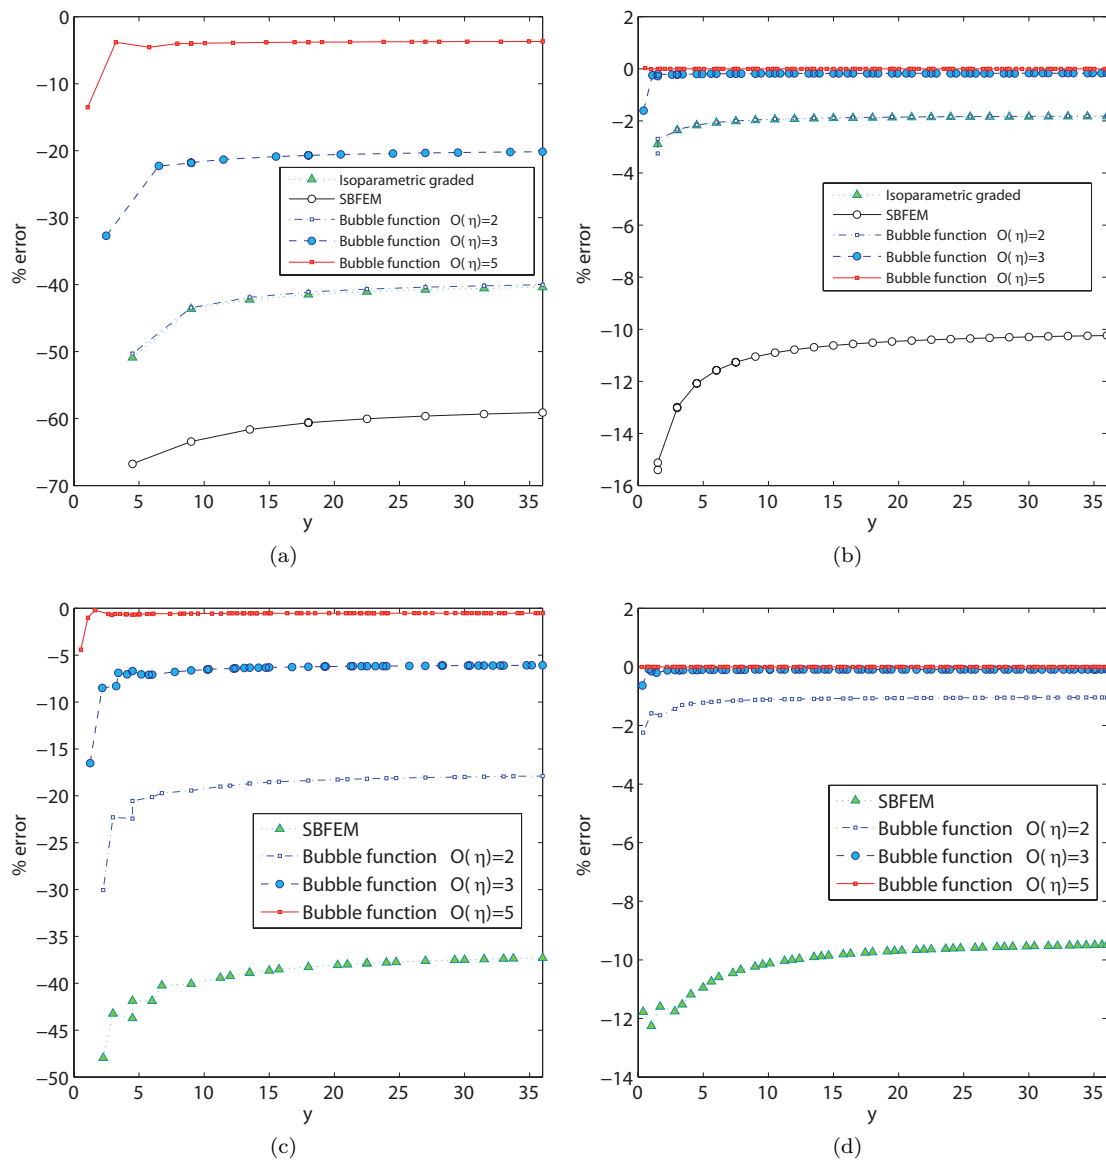 0
−10
−20
−30
−40
−50
−60
−70
% error
0 5 10 15 20 25 30 35
y
Isoparametric graded
SBFEM
Bubble function O( η)=2
Bubble function O( η)=3
Bubble function O( η)=5
(a)
2
0
−2
−4
−6
−8
−10
−12
−14
−16
% error
0 5 10 15 20 25 30 35
y
Isoparametric graded
SBFEM
Bubble function O( η)=2
Bubble function O( η)=3
Bubble function O( η)=5
(b)
0
−5
−10
−15
−20
−25
−30
−35
−40
−45
−50
% error
0 5 10 15 20 25 30 35
y
SBFEM
Bubble function O( η)=2
Bubble function O( η)=3
Bubble function O( η)=5
(c)
2
0
−2
−4
−6
−8
−10
−12
−14
% error
0 5 10 15 20 25 30 35
y
SBFEM
Bubble function O( η)=2
Bubble function O( η)=3
Bubble function O( η)=5
(d)